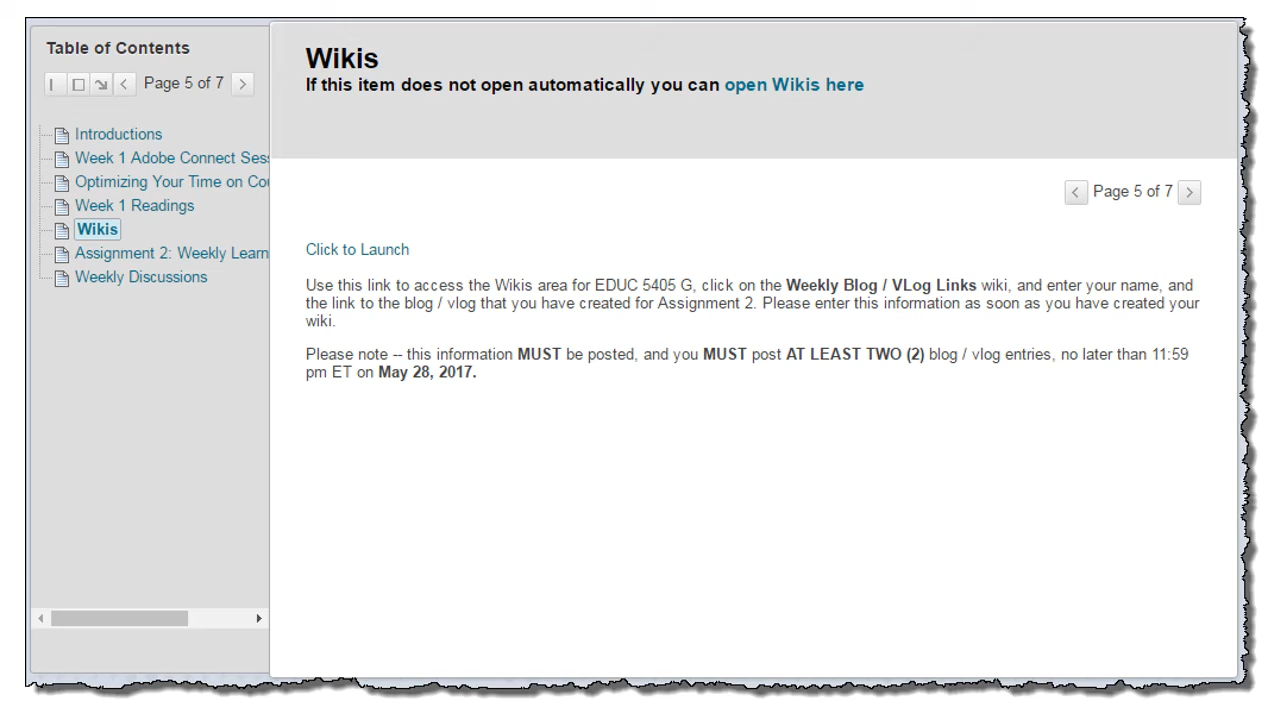 Table of Contents
Page 5 of 7
Introductions
Week 1 Adobe Connect Ses
Optimizing Your Time on Co
Week 1 Readings
Wikis
Assignment 2: Weekly Learn
Weekly Discussions
Wikis
If this item does not open automatically you can open Wikis here
Page 5 of 7
Click to Launch
Use this link to access the Wikis area for EDUC 5405 G, click on the Weekly Blog / VLog Links wiki, and enter your name, and
the link to the blog / vlog that you have created for Assignment 2. Please enter this information as soon as you have created your
wiki.
Please note -- this information MUST be posted, and you MUST post AT LEAST TWO (2) blog / vlog entries, no later than 11:59
pm ET on May 28, 2017.